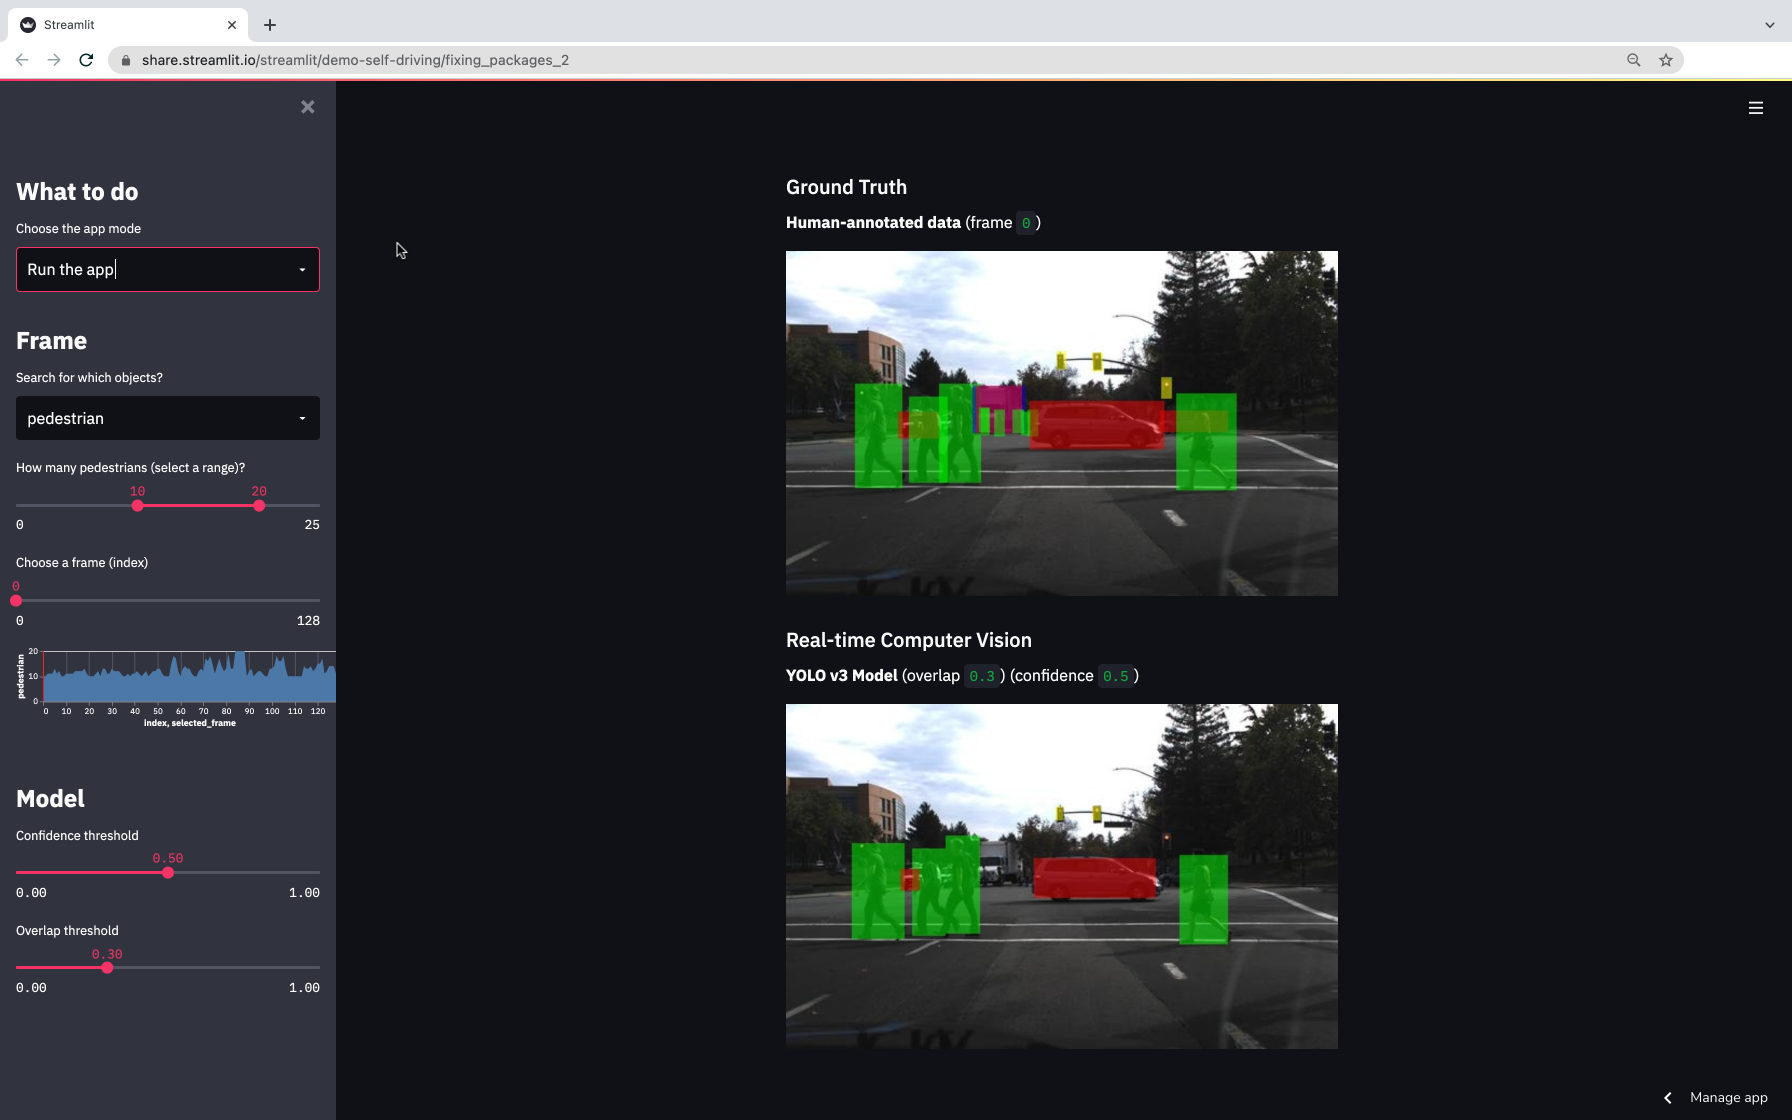 Streamlit
share.streamlit.io/streamlit/demo-self-driving/fixing_packages_2
What to do
Choose the app mode
Run the app
Frame
Search for which objects?
pedestrian
How many pedestrians (select a range)?
10 20
0 25
Choose a frame (index)
0
0 128
pedestrian
20
10
0
0 10 20 30 40 50 60 70 80 90 100 110 120
index, selected_frame
Model
Confidence threshold
0.50
0.00 1.00
Overlap threshold
0.30
0.00 1.00
Ground Truth
Human-annotated data (frame 0)
Real-time Computer Vision
YOLO v3 Model (overlap 0.3) (confidence 0.5)
Manage app